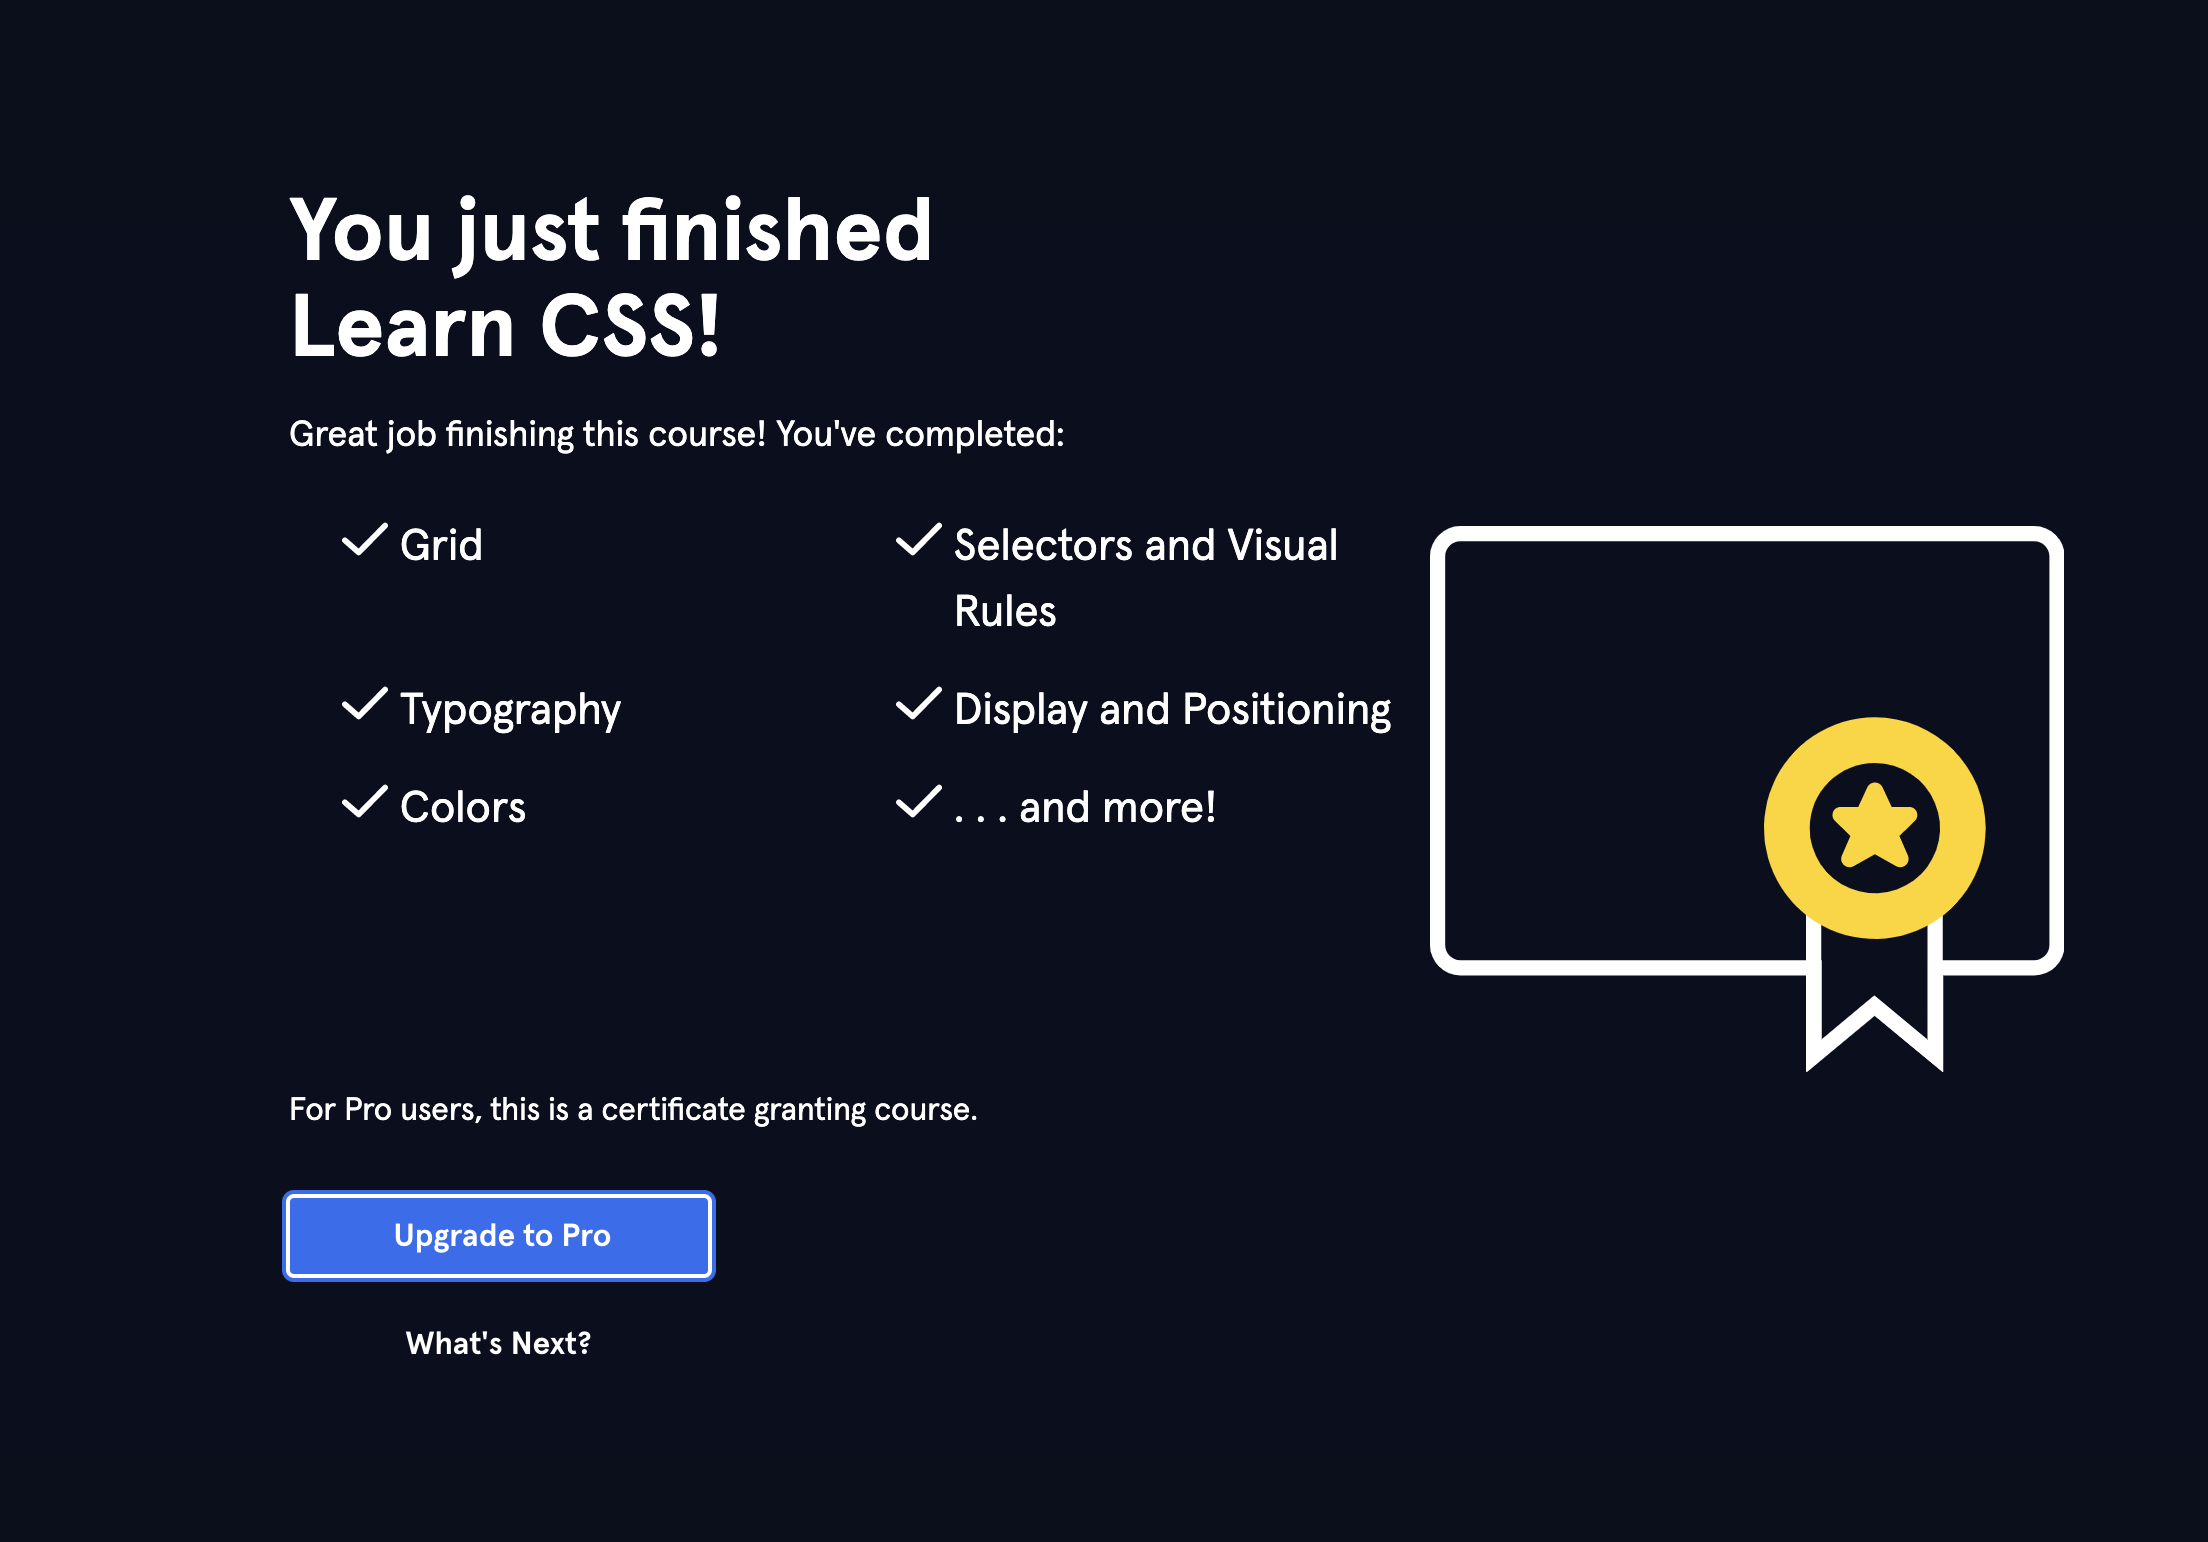 You just finished
Learn CSS!
Great job finishing this course! You've completed:
Grid
Selectors and Visual
Rules
Typography
Display and Positioning
Colors
. . . and more!
For Pro users, this is a certificate granting course.
Upgrade to Pro
What's Next?